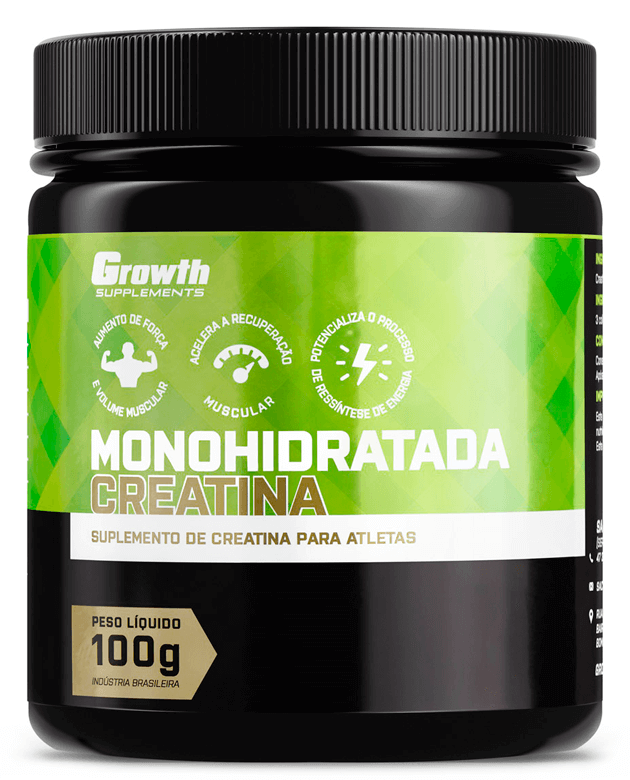 Growth
SUPPLEMENTS
AUMENTO DE FORÇA
E VOLUME MUSCULAR
ACELERA A RECUPERAÇÃO
MUSCULAR
POTENCIALIZA O PROCESSO
DE RESSÍNTESE DE ENERGIA
MONOHIDRATADA
CREATINA
SUPLEMENTO DE CREATINA PARA ATLETAS
PESO LÍQUIDO
100g
INDÚSTRIA BRASILEIRA